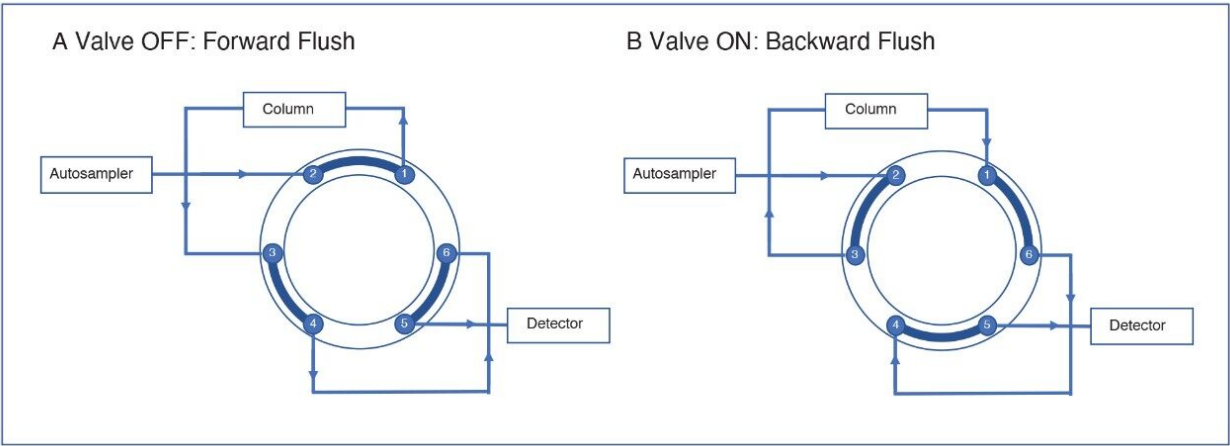 A Valve OFF: Forward Flush
Column
Autosampler
2
1
3
6
4
5
Detector
B Valve ON: Backward Flush
Column
Autosampler
2
1
3
6
4
5
Detector